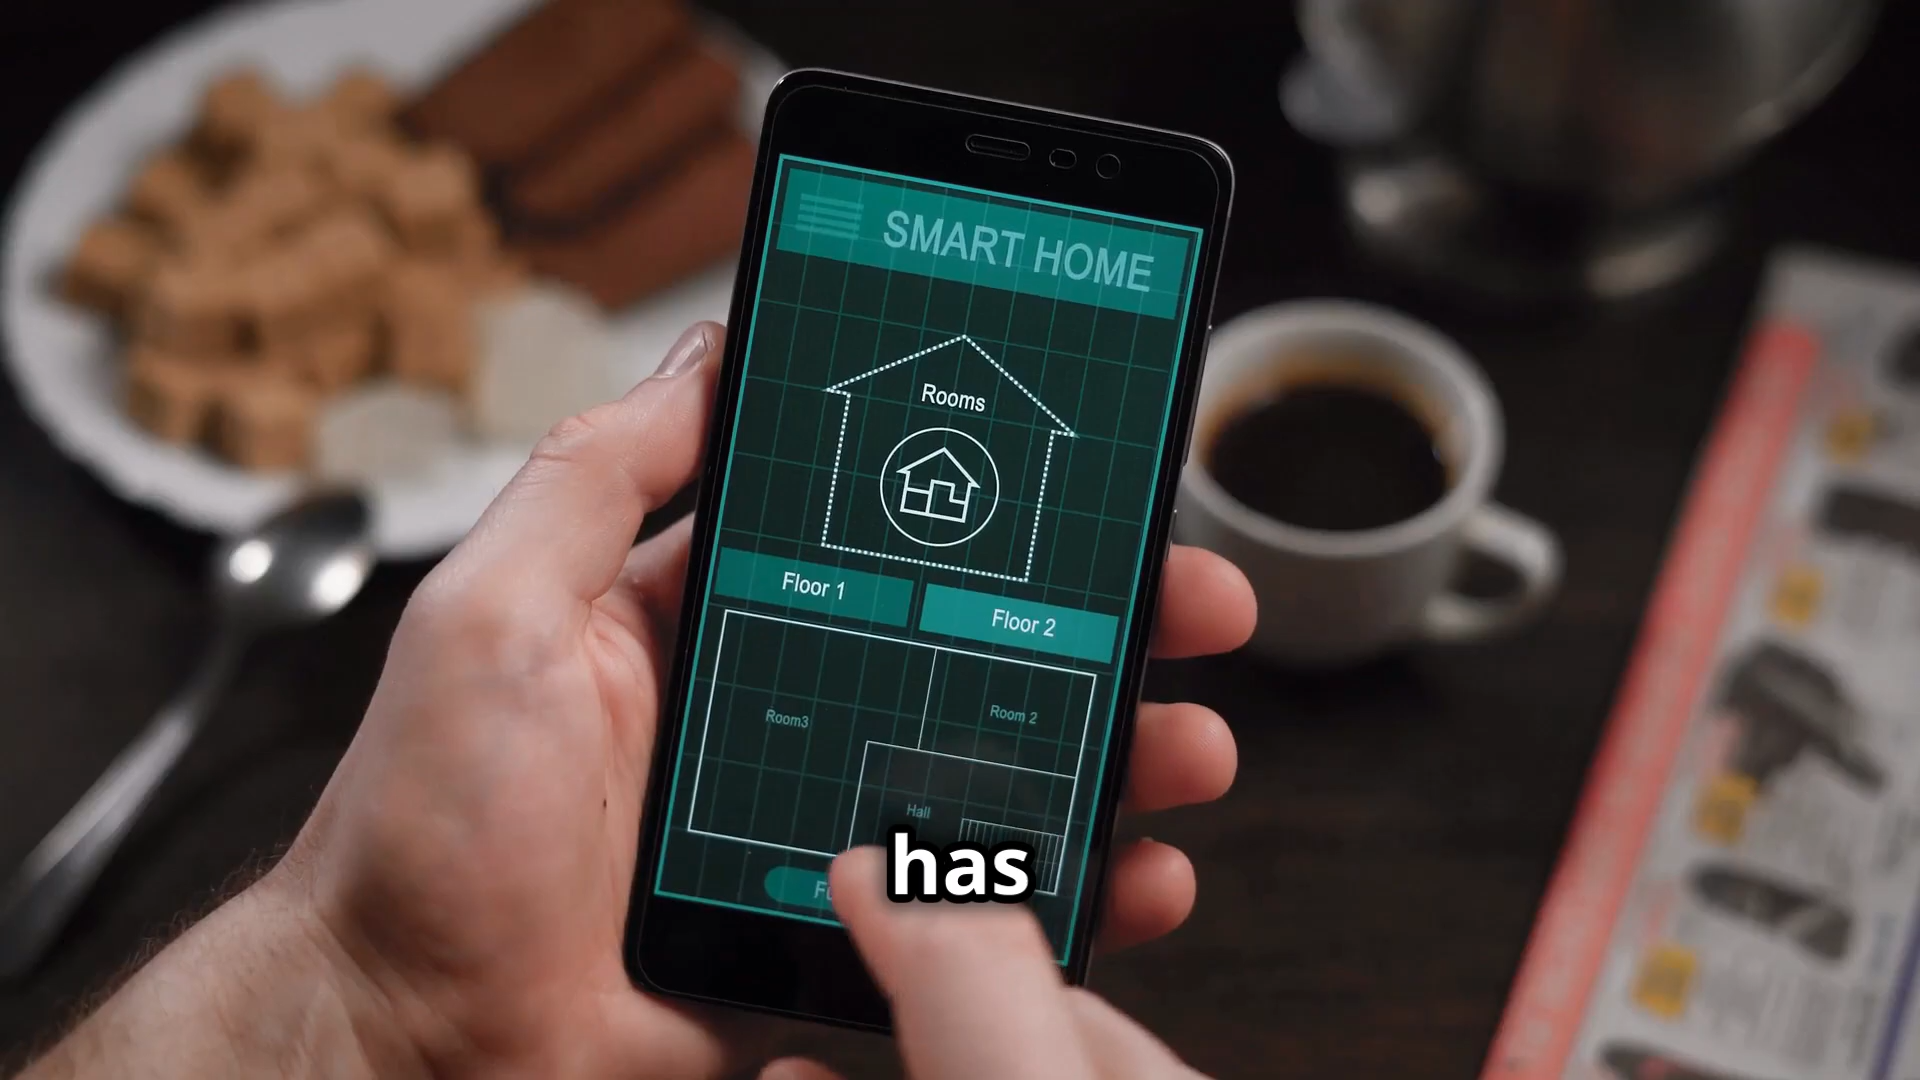 SMART HOME
Rooms
Floor 1
Floor 2
Room3
Room 2
Hall
has